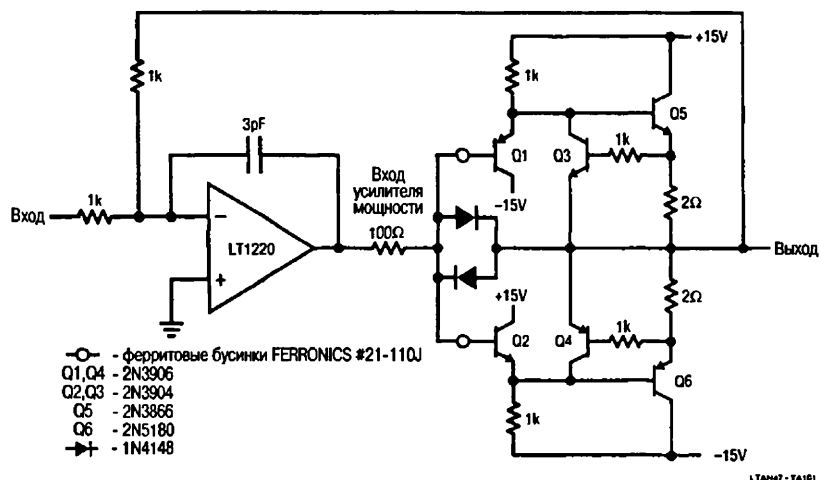 +15V
1k
1k
Q5
3pF
1k
Q1
Q3
Вход
усилителя
мощности
-15V
2Ω
1k
Вход
100Ω
LT1220
Выход
+15V
2Ω
1k
Q2
Q4
Q6
1k
-15V
- ферритовые бусинки FERRONICS #21-110J
Q1,Q4 - 2N3906
Q2,Q3 - 2N3904
Q5 - 2N3866
Q6 - 2N5180
- 1N4148
LTAN47 - TA161